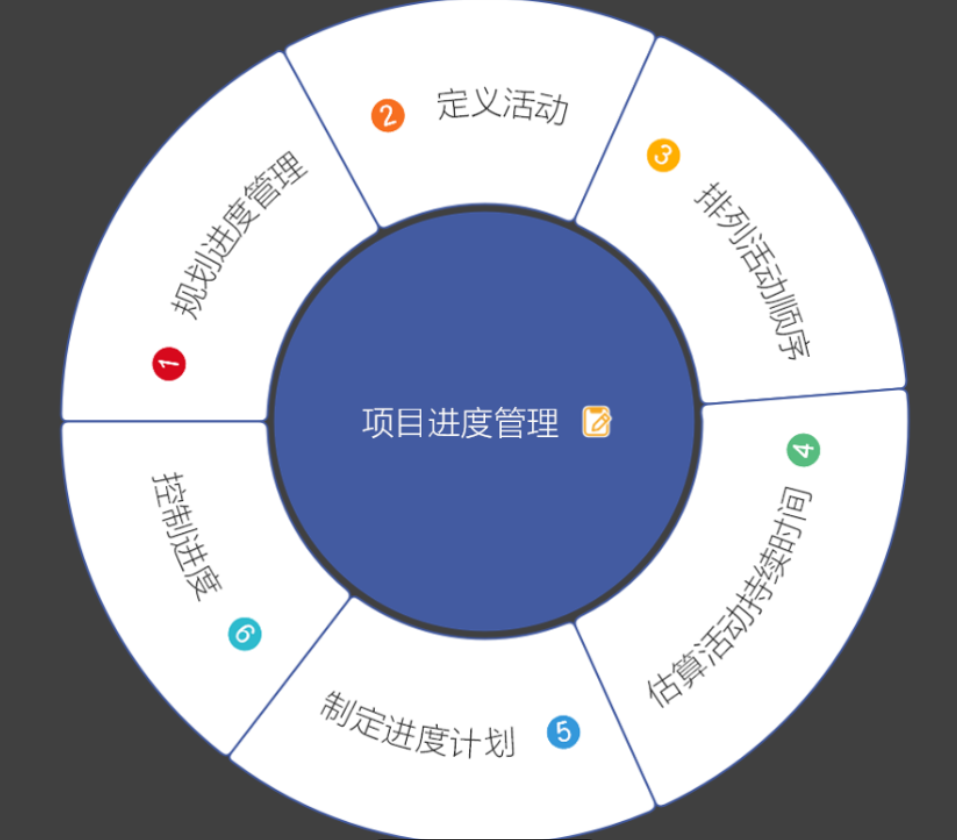 项目进度管理
1 规划进度管理
2 定义活动
3 排列活动顺序
4 估算活动持续时间
5 制定进度计划
6 控制进度